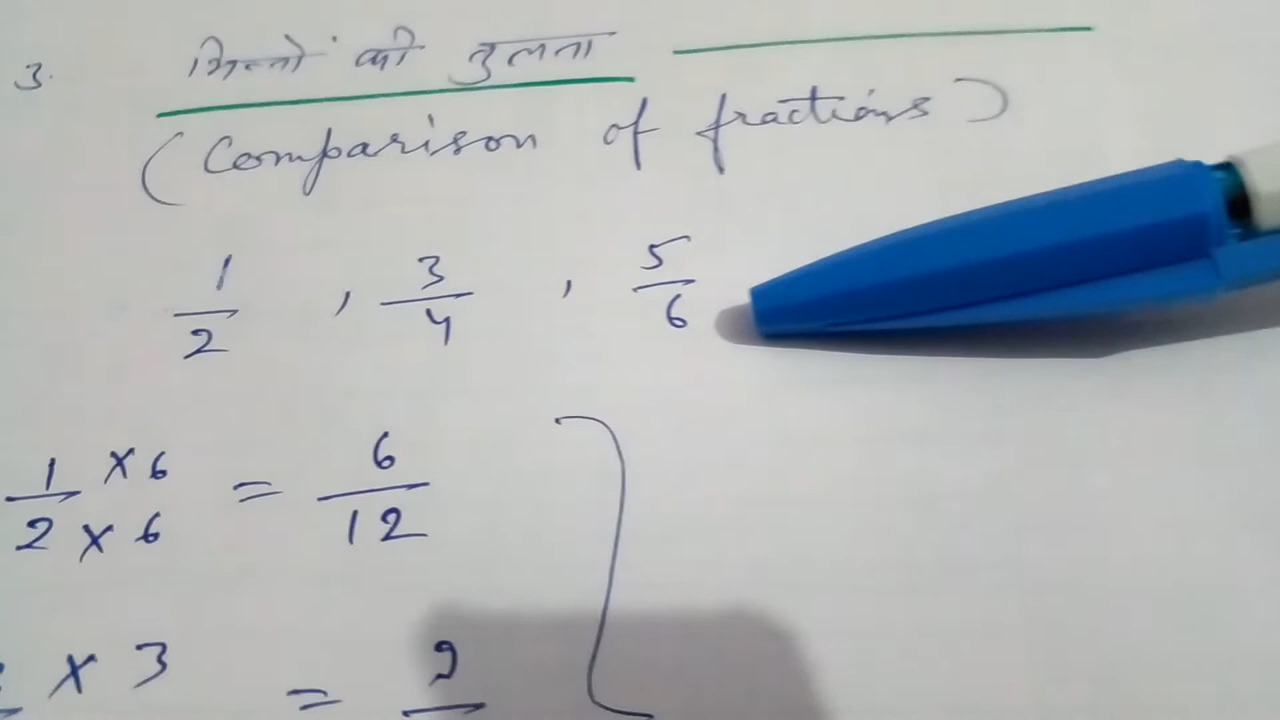 3. भिन्नों की तुलना
(Comparison of fractions)
1/2 , 3/4 , 5/6
1 × 6 / 2 × 6 = 6/12
× 3 = 9